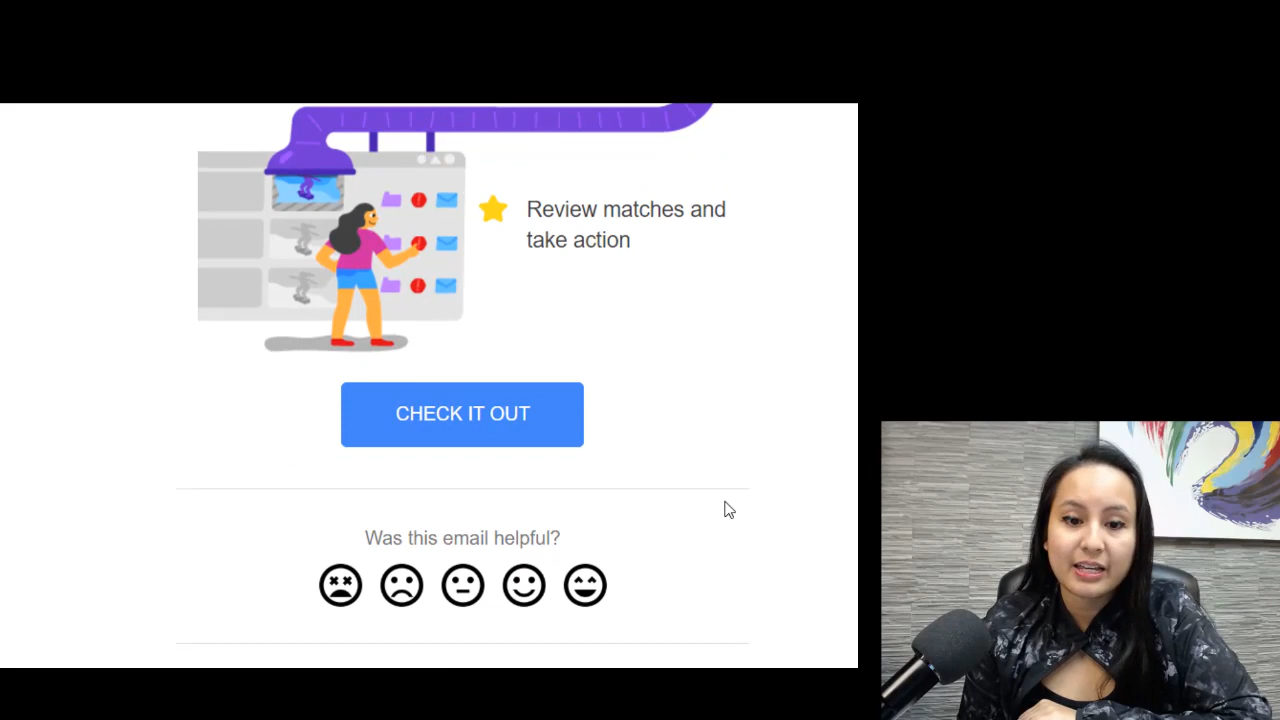 Review matches and
take action
CHECK IT OUT
Was this email helpful?